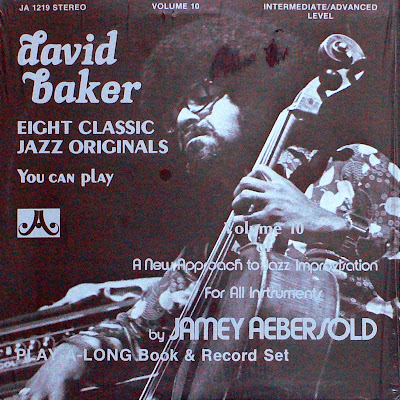 JA 1219 STEREO
VOLUME 10
INTERMEDIATE/ADVANCED
LEVEL
david
baker
EIGHT CLASSIC
JAZZ ORIGINALS
You can play
JA
Volume 10
A New Approach to Jazz Improvisation
For All Instruments
by JAMEY AEBERSOLD
PLAY-A-LONG Book & Record Set